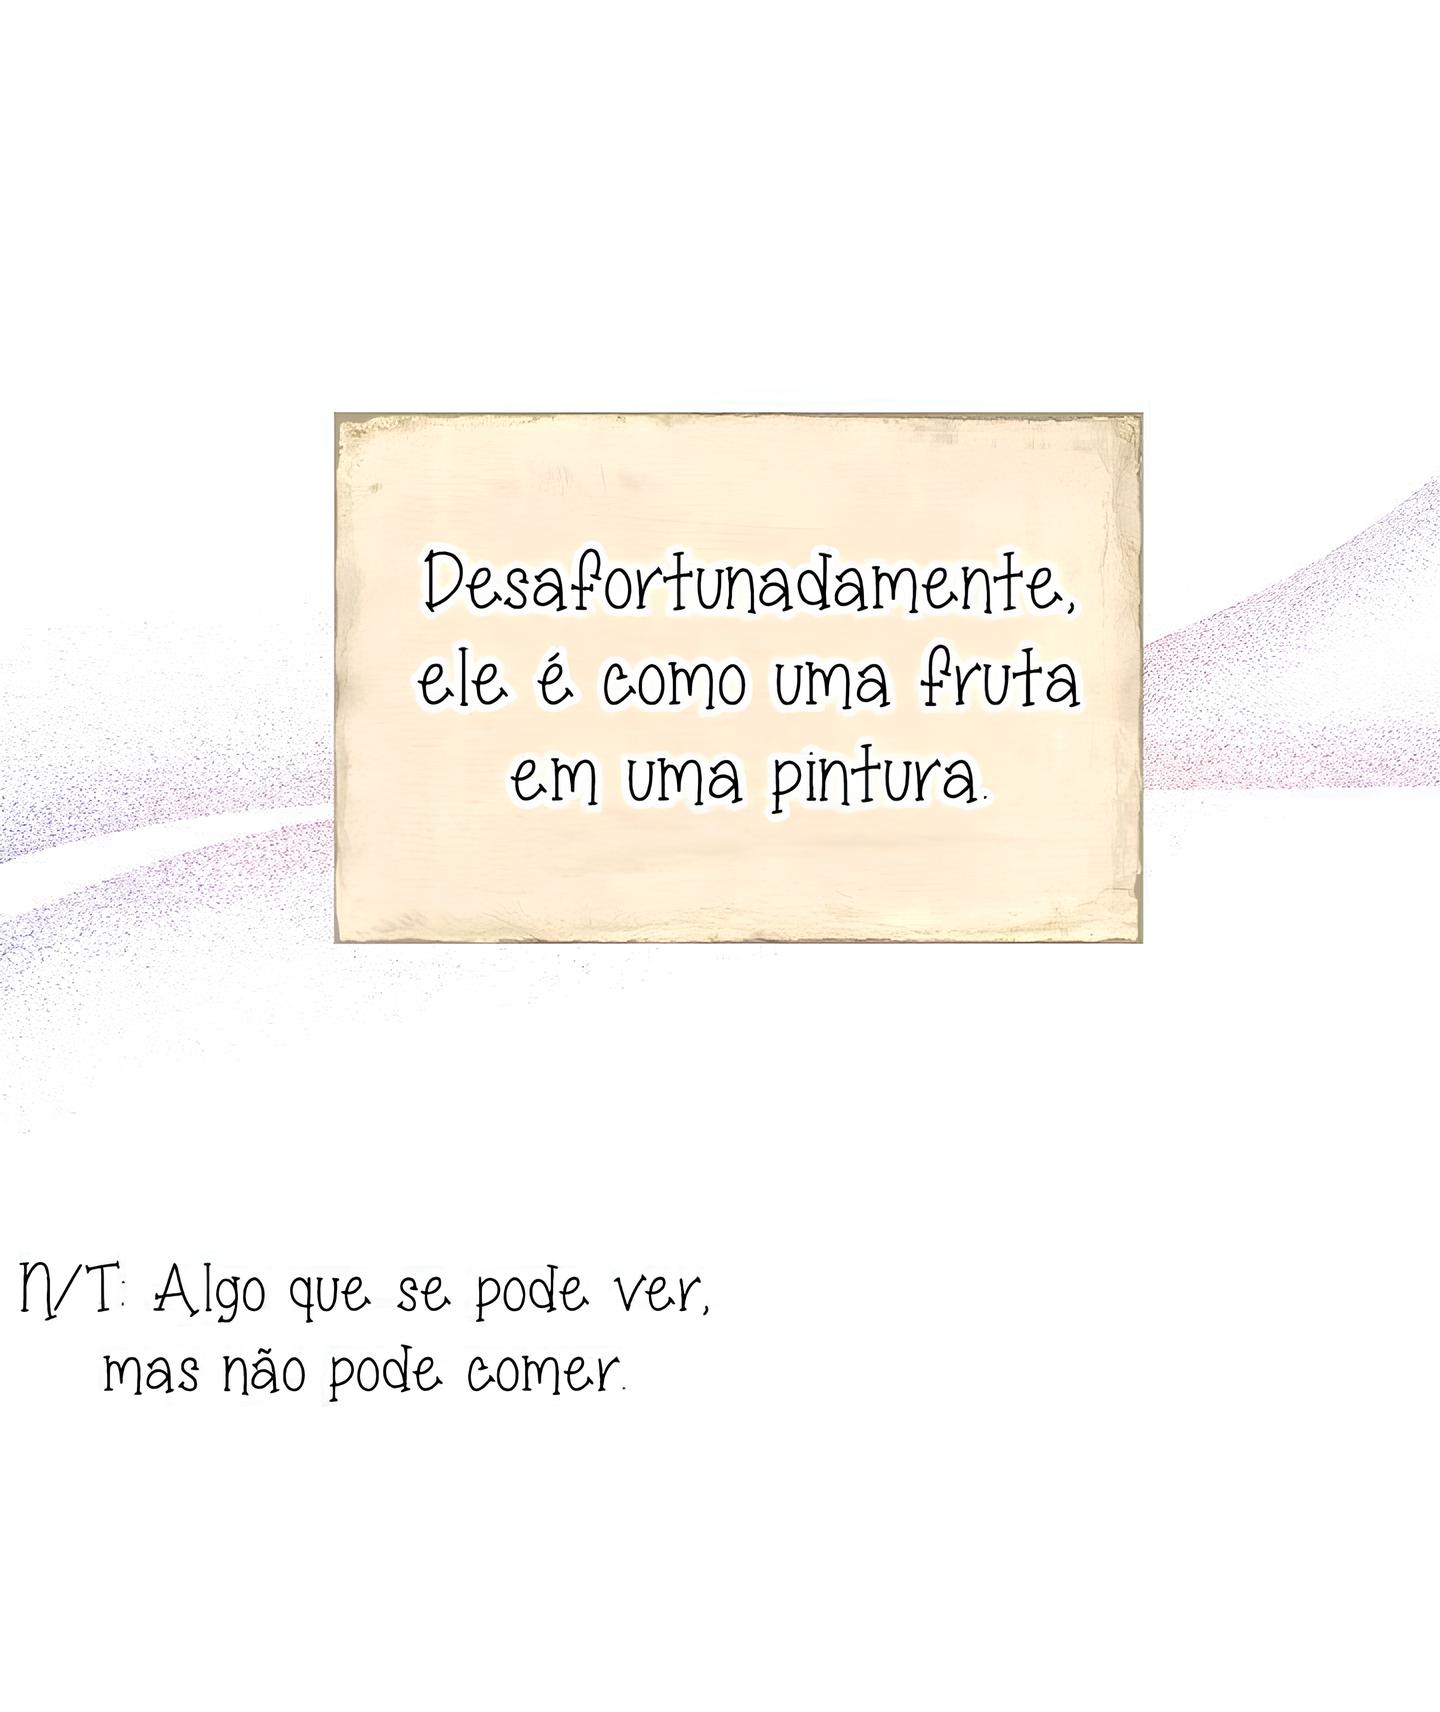 Desafortunadamente,
ele é como uma fruta
em uma pintura.
N/T: Algo que se pode ver,
mas não pode comer.